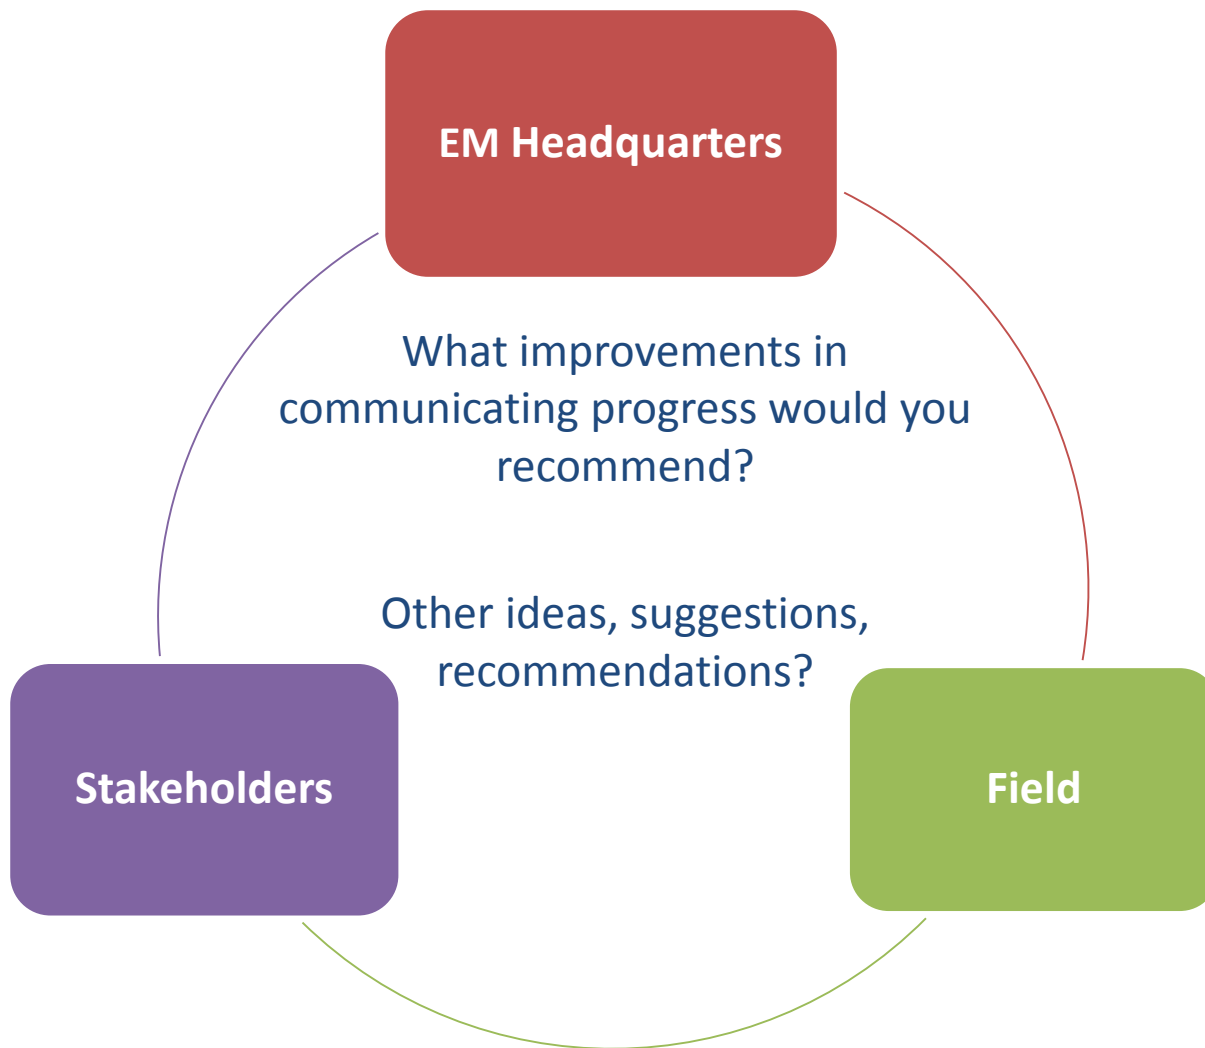 EM Headquarters
What improvements in
communicating progress would you
recommend?
Other ideas, suggestions,
recommendations?
Stakeholders
Field